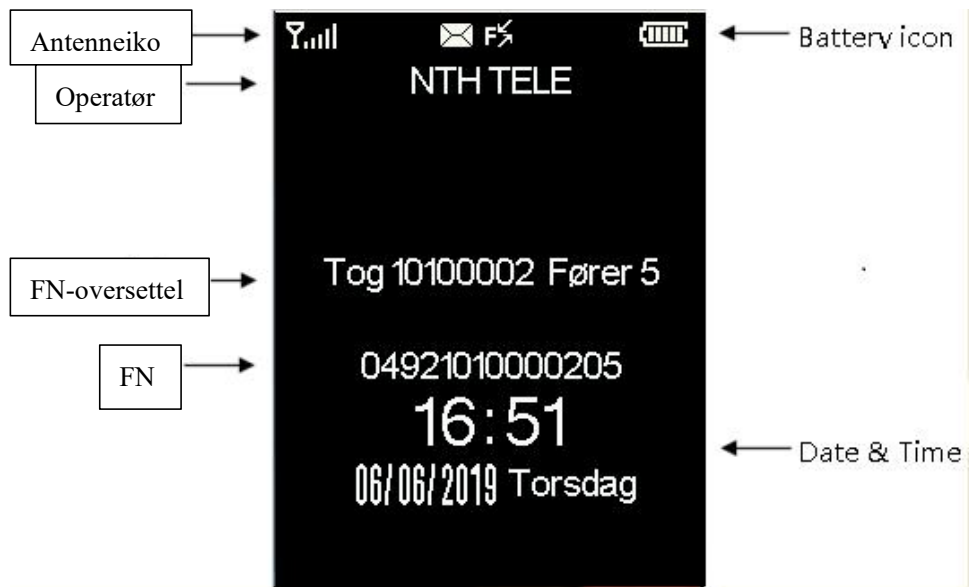 Antenneiko
Battery icon
Operatør
NTH TELE
FN-oversettel
Tog 10100002 Fører 5
FN
04921010000205
16:51
Date & Time
06/06/2019 Torsdag